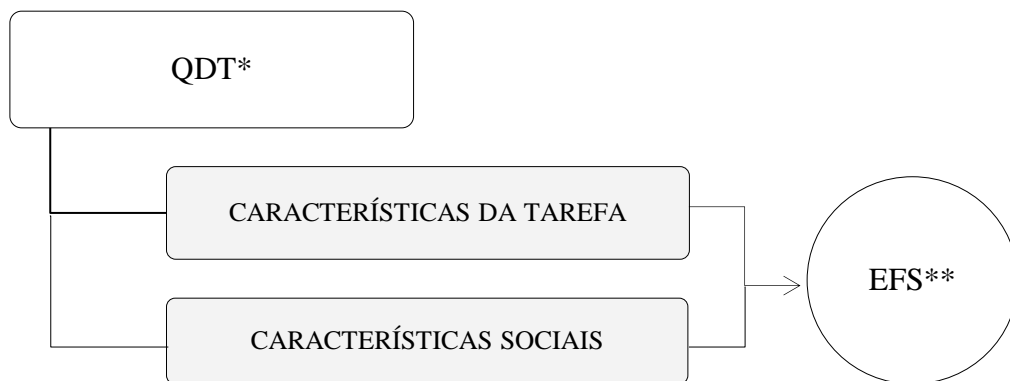 QDT*
CARACTERÍSTICAS DA TAREFA
EFS**
CARACTERÍSTICAS SOCIAIS